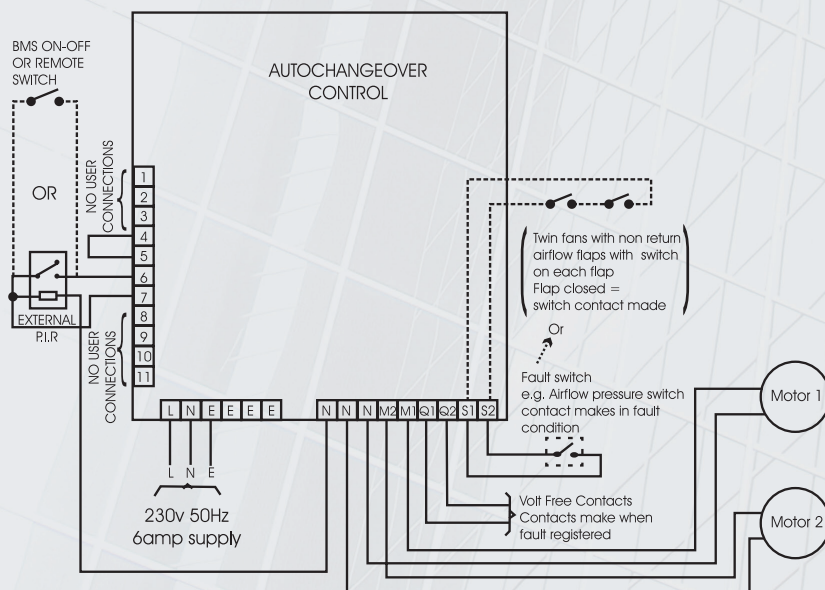 BMS ON-OFF
OR REMOTE
SWITCH
AUTOCHANGEOVER
CONTROL
OR
NO USER
CONNECTIONS
1
2
3
4
5
6
7
8
9
10
11
EXTERNAL
P.I.R
NO USER
CONNECTIONS
Twin fans with non return
airflow flaps with switch
on each flap
Flap closed =
switch contact made
Or
Fault switch
e.g. Airflow pressure switch
contact makes in fault
condition
L N E E E E
N N N M2 M1 Q1 Q2 S1 S2
L N E
230v 50Hz
6amp supply
Volt Free Contacts
Contacts make when
fault registered
Motor 1
Motor 2